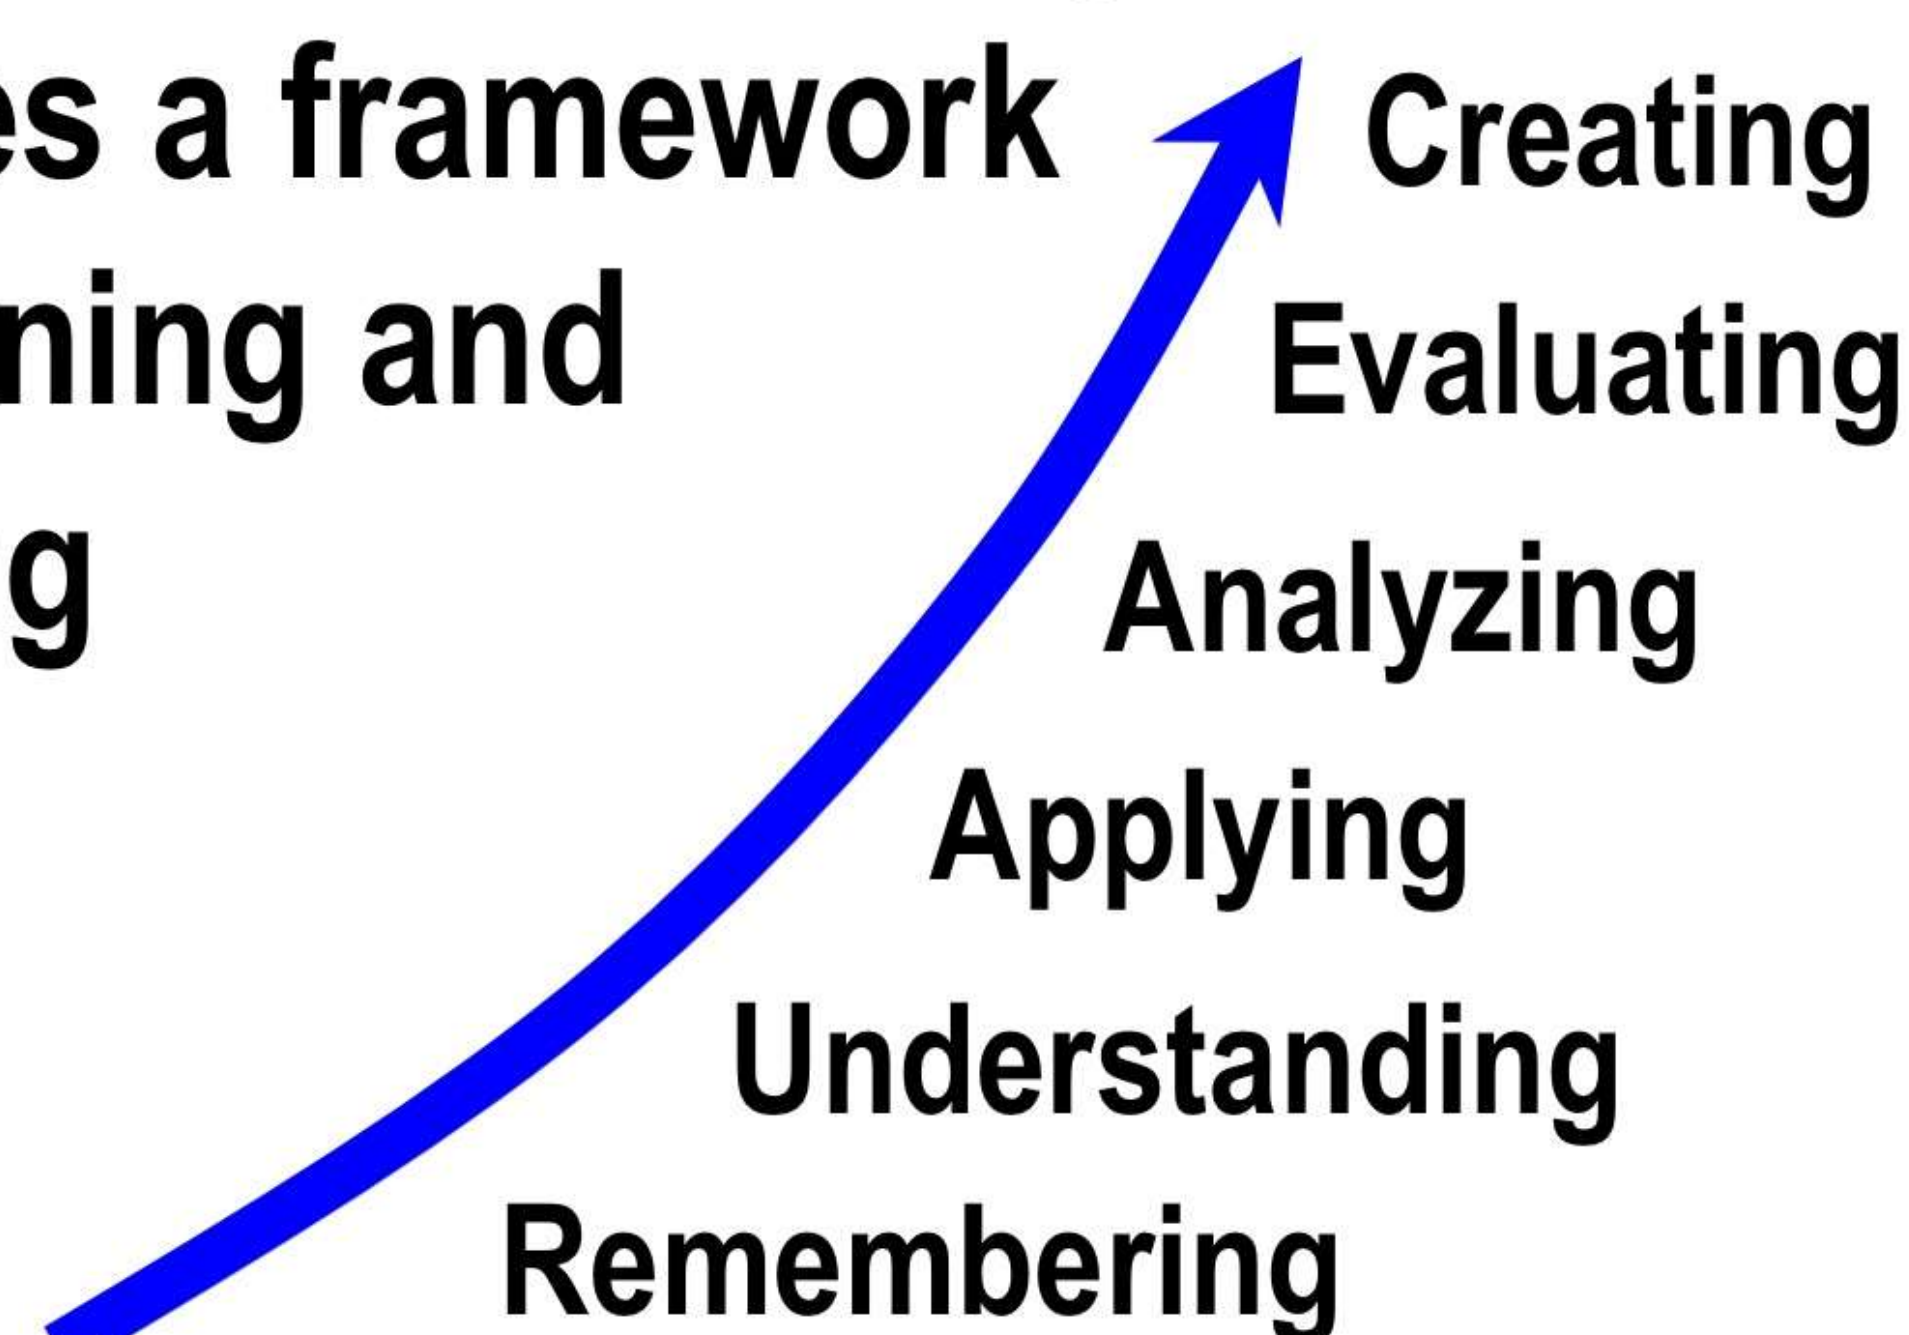 es a framework
ning and
g
Creating
Evaluating
Analyzing
Applying
Understanding
Remembering